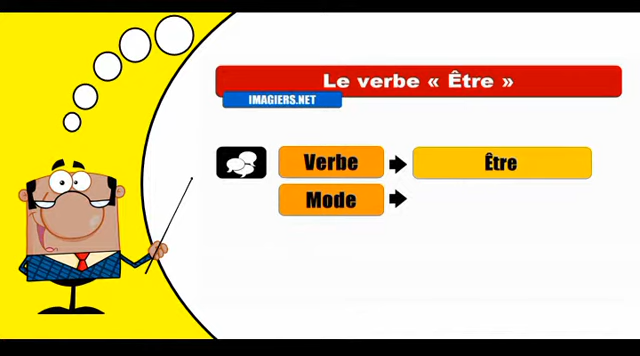 Le verbe « Être »
IMAGIERS.NET
Verbe
Être
Mode